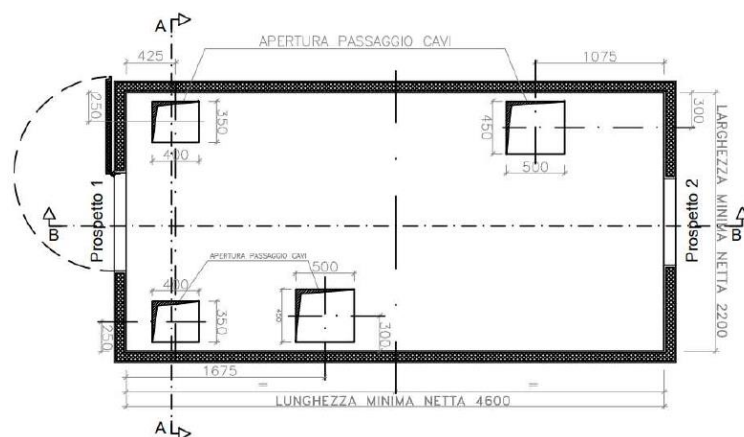 A
425
APERTURA PASSAGGIO CAVI
1075
250
350
400
450
500
300
LARGHEZZA MINIMA NETTA 2200
Prospetto 1
Prospetto 2
B
B
APERTURA PASSAGGIO CAVI
400
500
350
450
250
300
1675
=
=
LUNGHEZZA MINIMA NETTA 4600
A